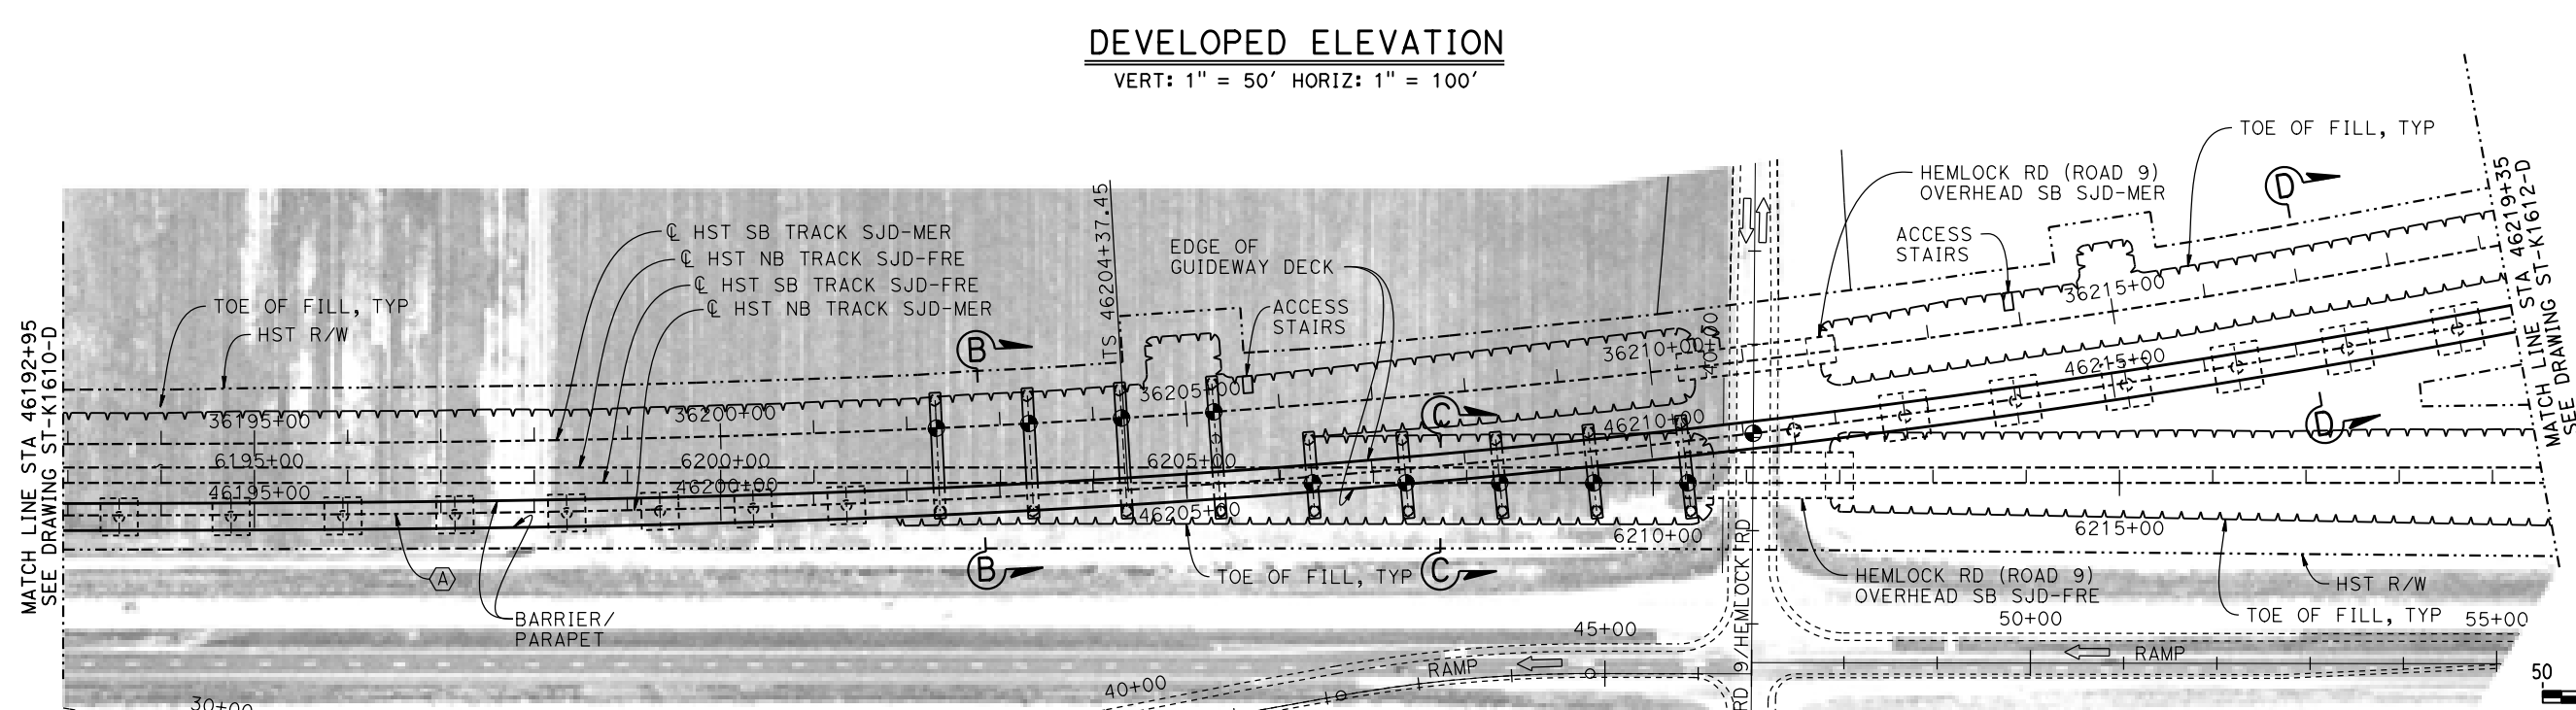 DEVELOPED ELEVATION
VERT: 1" = 50' HORIZ: 1" = 100'
MATCH LINE STA 46192+95
SEE DRAWING ST-K1610-D
TOE OF FILL, TYP
HST R/W
℄ HST SB TRACK SJD-MER
℄ HST NB TRACK SJD-FRE
℄ HST SB TRACK SJD-FRE
℄ HST NB TRACK SJD-MER
ITS 46204+37.45
EDGE OF
GUIDEWAY DECK
ACCESS
STAIRS
HEMLOCK RD (ROAD 9)
OVERHEAD SB SJD-MER
ACCESS
STAIRS
TOE OF FILL, TYP
D
MATCH LINE STA 46219+35
SEE DRAWING ST-K1612-D
B
C
36195+00
36200+00
36205+00
36210+00
36215+00
6195+00
6200+00
6205+00
6210+00
6215+00
46195+00
46200+00
46205+00
46210+00
46215+00
D
A
B
C
TOE OF FILL, TYP
BARRIER/
PARAPET
HEMLOCK RD (ROAD 9)
OVERHEAD SB SJD-FRE
HST R/W
TOE OF FILL, TYP
RD 9/HEMLOCK RD
RD
30+00
40+00
45+00
50+00
55+00
RAMP
RAMP
50